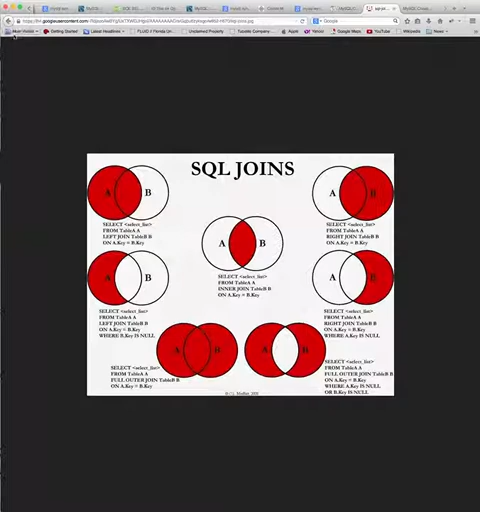 Google
Most Visited
Getting Started
Latest Headlines
Unclaimed Property
Apple
Yahoo!
Google Maps
YouTube
Wikipedia
News
SQL JOINS
A B
SELECT <select_list>
FROM TableA A
LEFT JOIN TableB B
ON A.Key = B.Key
A B
SELECT <select_list>
FROM TableA A
RIGHT JOIN TableB B
ON A.Key = B.Key
A B
SELECT <select_list>
FROM TableA A
INNER JOIN TableB B
ON A.Key = B.Key
A B
SELECT <select_list>
FROM TableA A
LEFT JOIN TableB B
ON A.Key = B.Key
WHERE B.Key IS NULL
A B
SELECT <select_list>
FROM TableA A
RIGHT JOIN TableB B
ON A.Key = B.Key
WHERE A.Key IS NULL
A B
SELECT <select_list>
FROM TableA A
FULL OUTER JOIN TableB B
ON A.Key = B.Key
A B
SELECT <select_list>
FROM TableA A
FULL OUTER JOIN TableB B
ON A.Key = B.Key
WHERE A.Key IS NULL
OR B.Key IS NULL